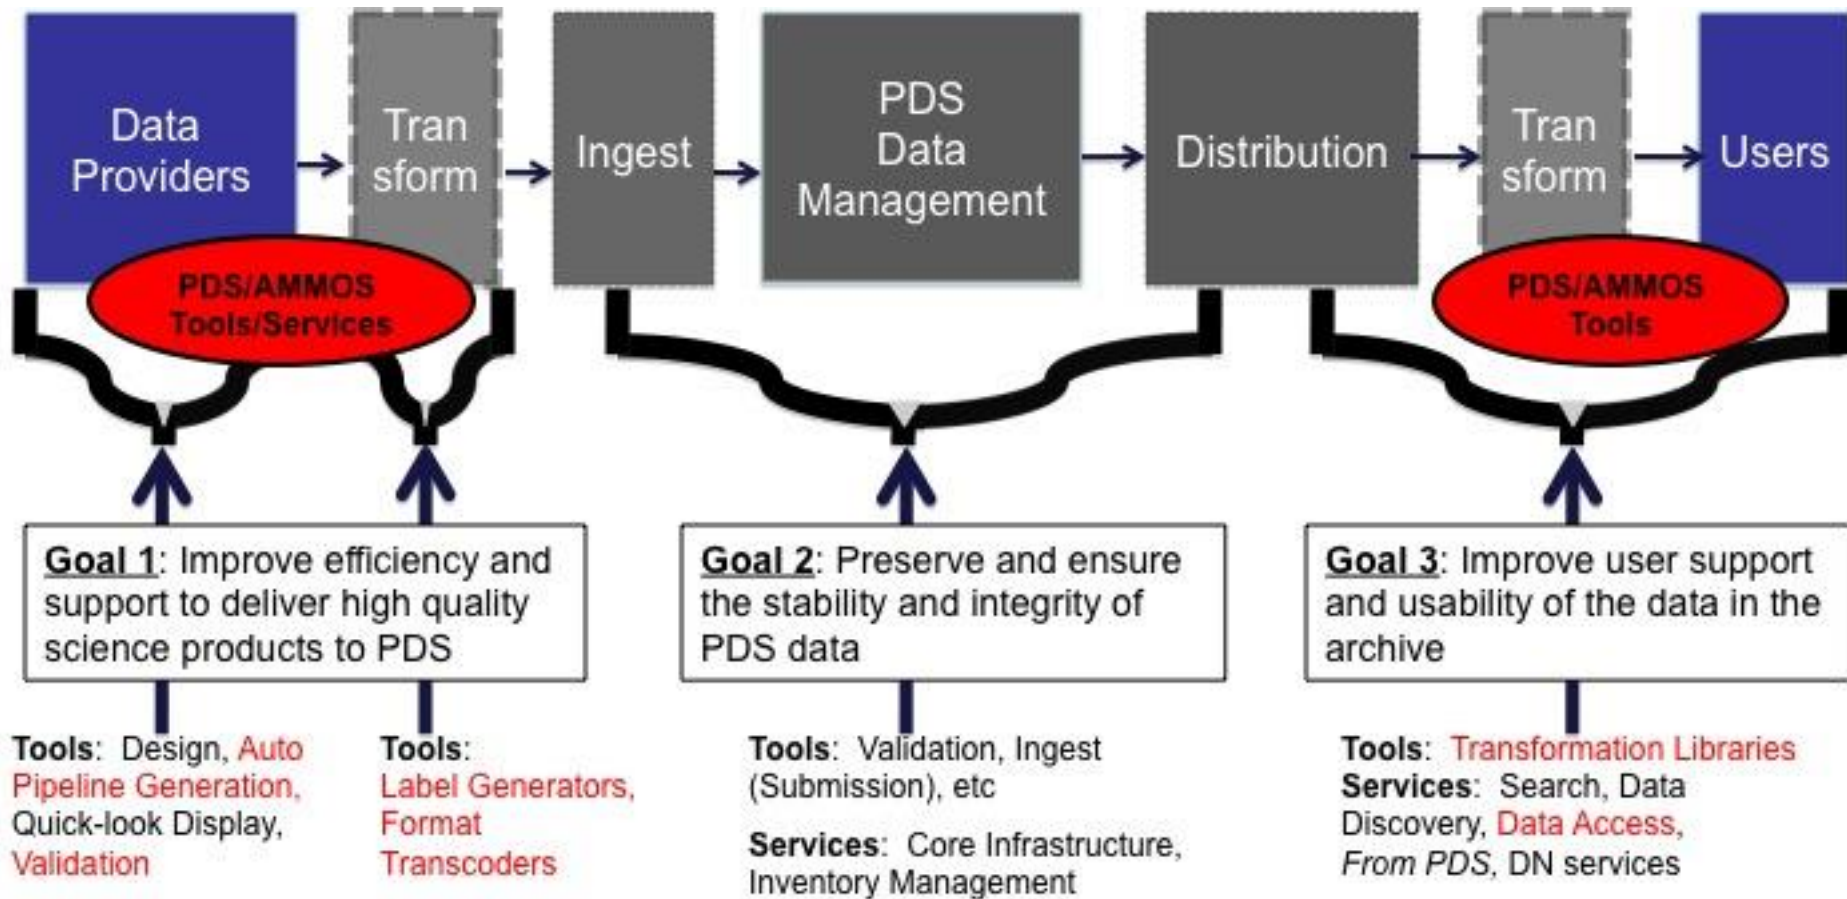 Data
Providers
Tran
sform
Ingest
PDS
Data
Management
Distribution
Tran
sform
Users
PDS/AMMOS
Tools/Services
PDS/AMMOS
Tools
Goal 1: Improve efficiency and
support to deliver high quality
science products to PDS
Goal 2: Preserve and ensure
the stability and integrity of
PDS data
Goal 3: Improve user support
and usability of the data in the
archive
Tools: Design, Auto
Pipeline Generation,
Quick-look Display,
Validation
Tools:
Label Generators,
Format
Transcoders
Tools: Validation, Ingest
(Submission), etc
Services: Core Infrastructure,
Inventory Management
Tools: Transformation Libraries
Services: Search, Data
Discovery, Data Access,
From PDS, DN services